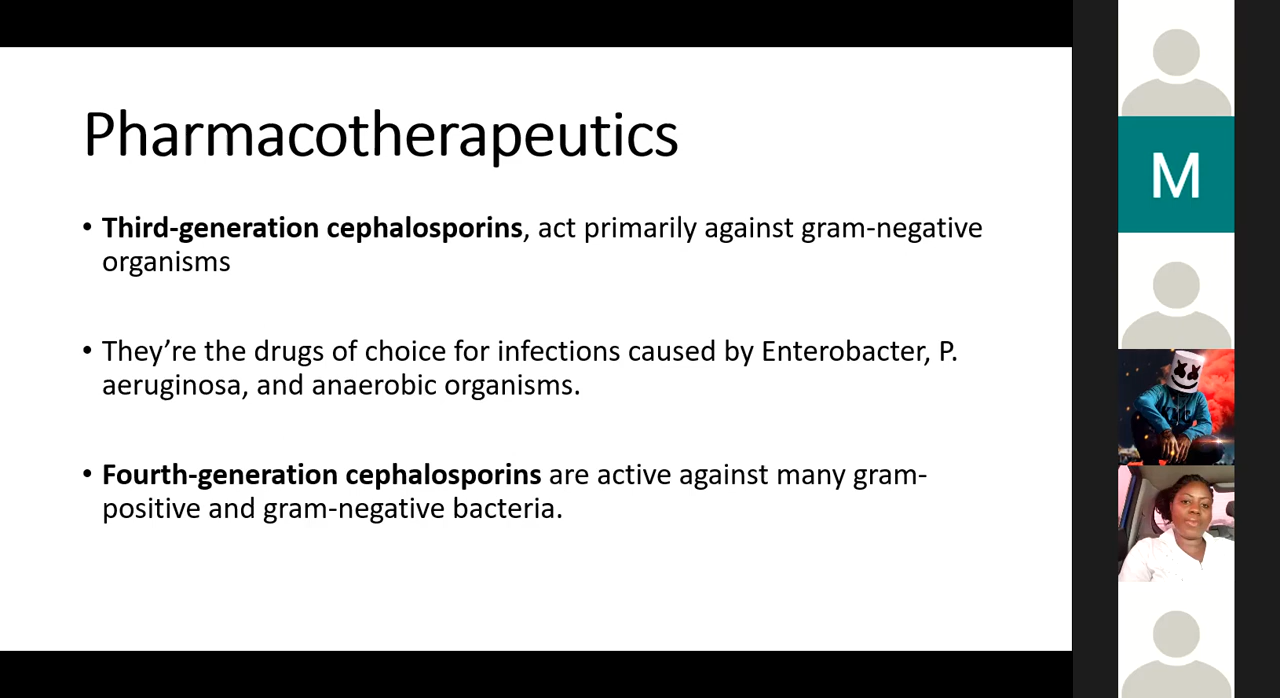 Pharmacotherapeutics
• Third-generation cephalosporins, act primarily against gram-negative
organisms
• They’re the drugs of choice for infections caused by Enterobacter, P.
aeruginosa, and anaerobic organisms.
• Fourth-generation cephalosporins are active against many gram-
positive and gram-negative bacteria.
M